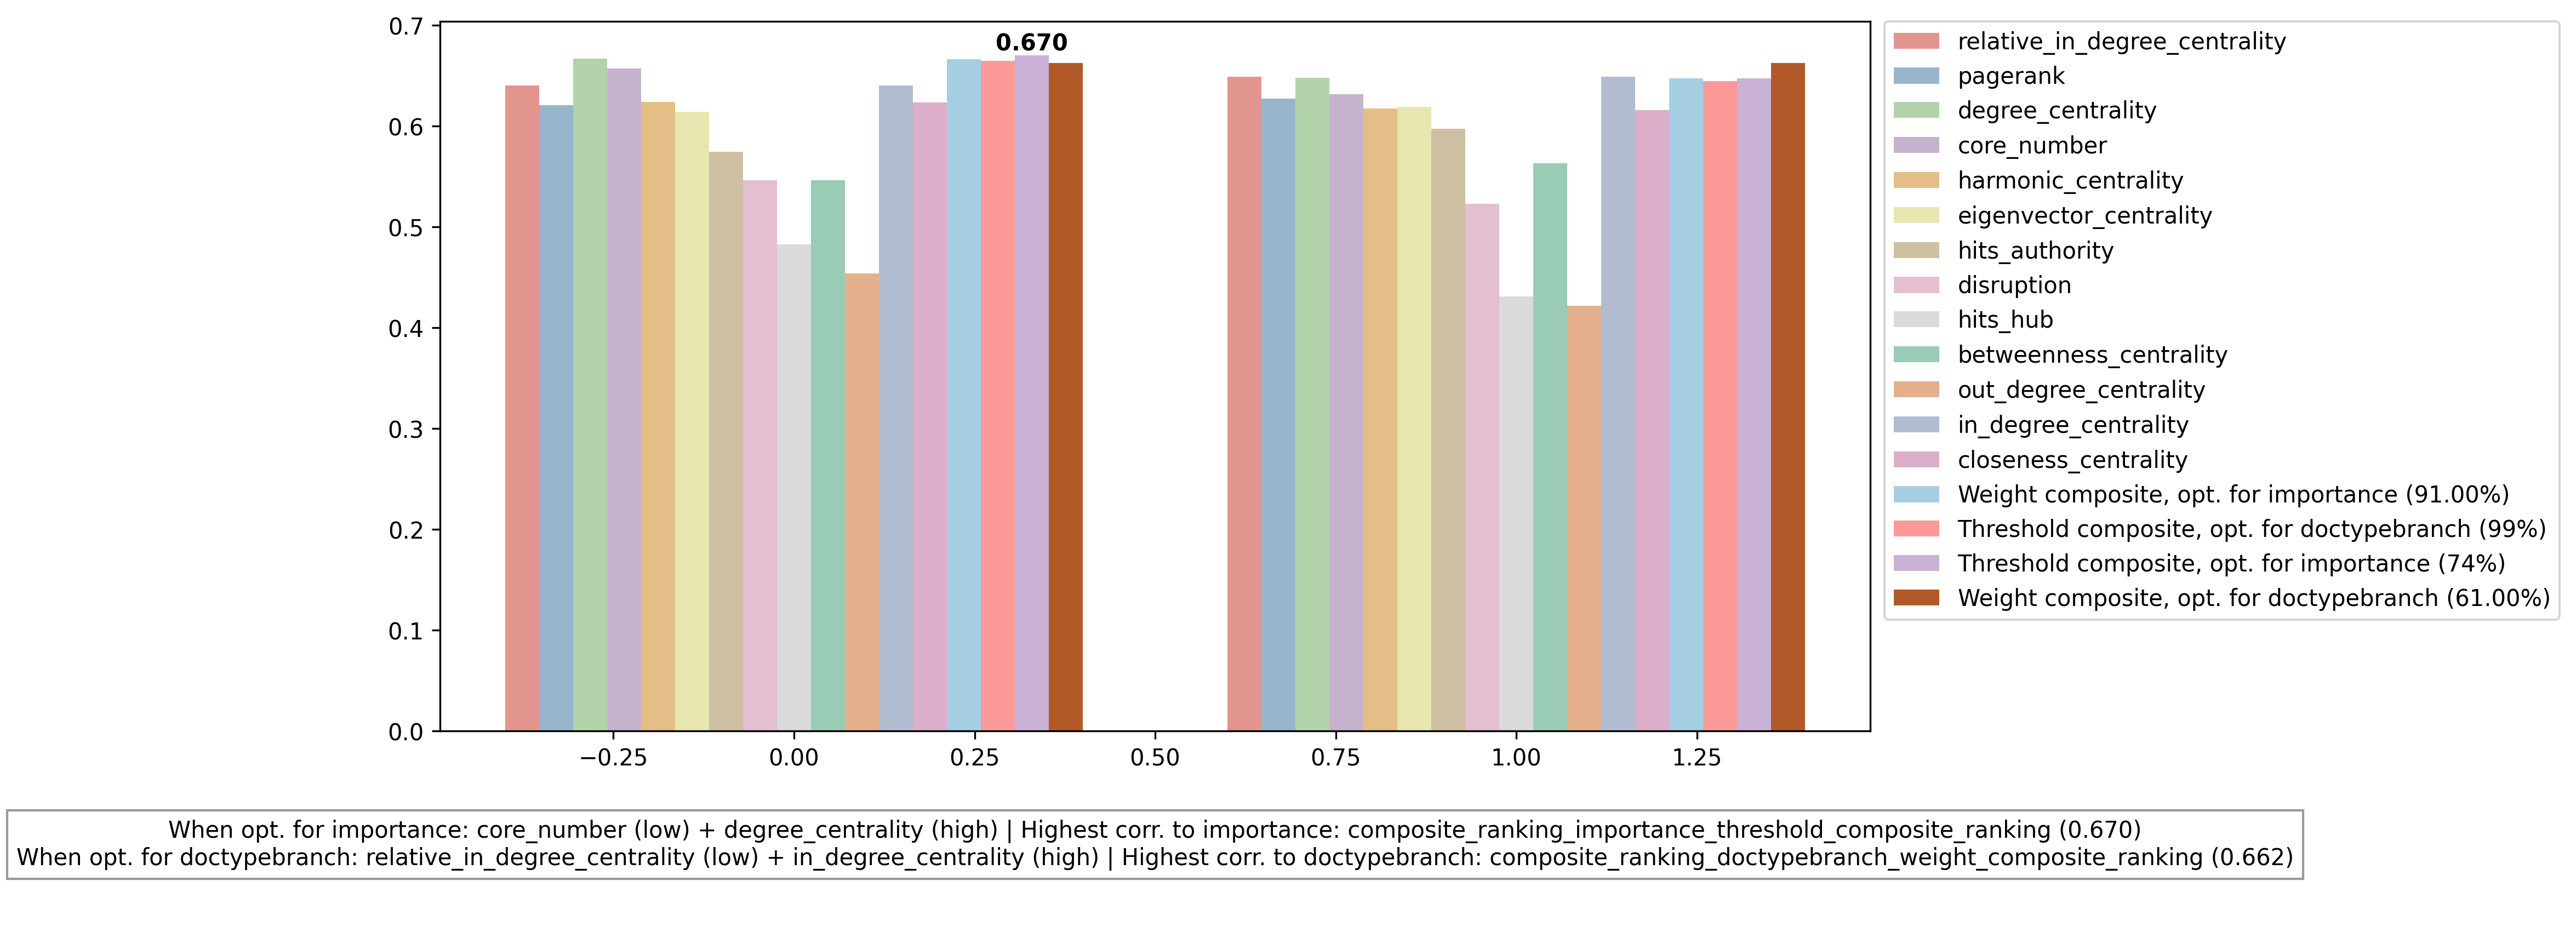 0.7
0.6
0.5
0.4
0.3
0.2
0.1
0.0
0.670
−0.25
0.00
0.25
0.50
0.75
1.00
1.25
relative_in_degree_centrality
pagerank
degree_centrality
core_number
harmonic_centrality
eigenvector_centrality
hits_authority
disruption
hits_hub
betweenness_centrality
out_degree_centrality
in_degree_centrality
closeness_centrality
Weight composite, opt. for importance (91.00%)
Threshold composite, opt. for doctypebranch (99%)
Threshold composite, opt. for importance (74%)
Weight composite, opt. for doctypebranch (61.00%)
When opt. for importance: core_number (low) + degree_centrality (high) | Highest corr. to importance: composite_ranking_importance_threshold_composite_ranking (0.670)
When opt. for doctypebranch: relative_in_degree_centrality (low) + in_degree_centrality (high) | Highest corr. to doctypebranch: composite_ranking_doctypebranch_weight_composite_ranking (0.662)